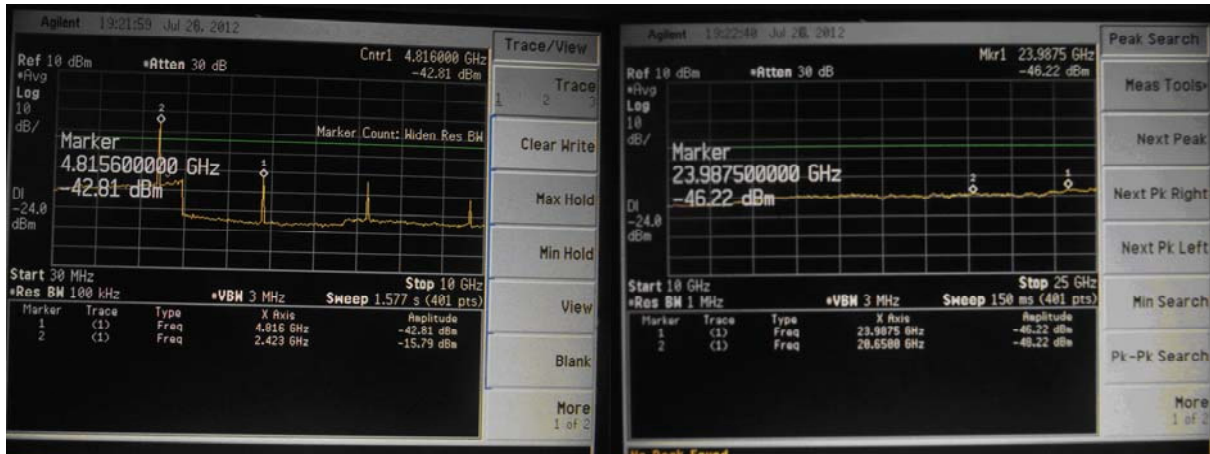 Agilent 19:21:59 Jul 20, 2012
Trace/View
Cntr1 4.816000 GHz
Ref 10 dBm *Atten 30 dB -42.81 dBm
*Avg
Log
10
dB/
Trace
1 2 3
2
Marker Count: Widen Res BW
Clear Write
Marker
4.815600000 GHz
-42.81 dBm
1
Max Hold
DI
-24.0
dBm
Min Hold
Start 30 MHz Stop 10 GHz
*Res BW 100 kHz *VBW 3 MHz Sweep 1.577 s (401 pts)
View
Marker Trace Type X Axis Amplitude
1 (1) Freq 4.816 GHz -42.81 dBm
2 (1) Freq 2.423 GHz -15.79 dBm
Blank
More
1 of 2
Agilent 19:22:40 Jul 20, 2012
Peak Search
Mkr1 23.9875 GHz
Ref 10 dBm *Atten 30 dB -46.22 dBm
*Avg
Log
10
dB/
Meas Tools
Next Peak
Marker
23.987500000 GHz
-46.22 dBm
2
1
Next Pk Right
DI
-24.0
dBm
Next Pk Left
Start 10 GHz Stop 25 GHz
*Res BW 1 MHz *VBW 3 MHz Sweep 150 ms (401 pts)
Min Search
Marker Trace Type X Axis Amplitude
1 (1) Freq 23.9875 GHz -46.22 dBm
2 (1) Freq 20.6500 GHz -48.22 dBm
Pk-Pk Search
More
1 of 2
No Peak Found